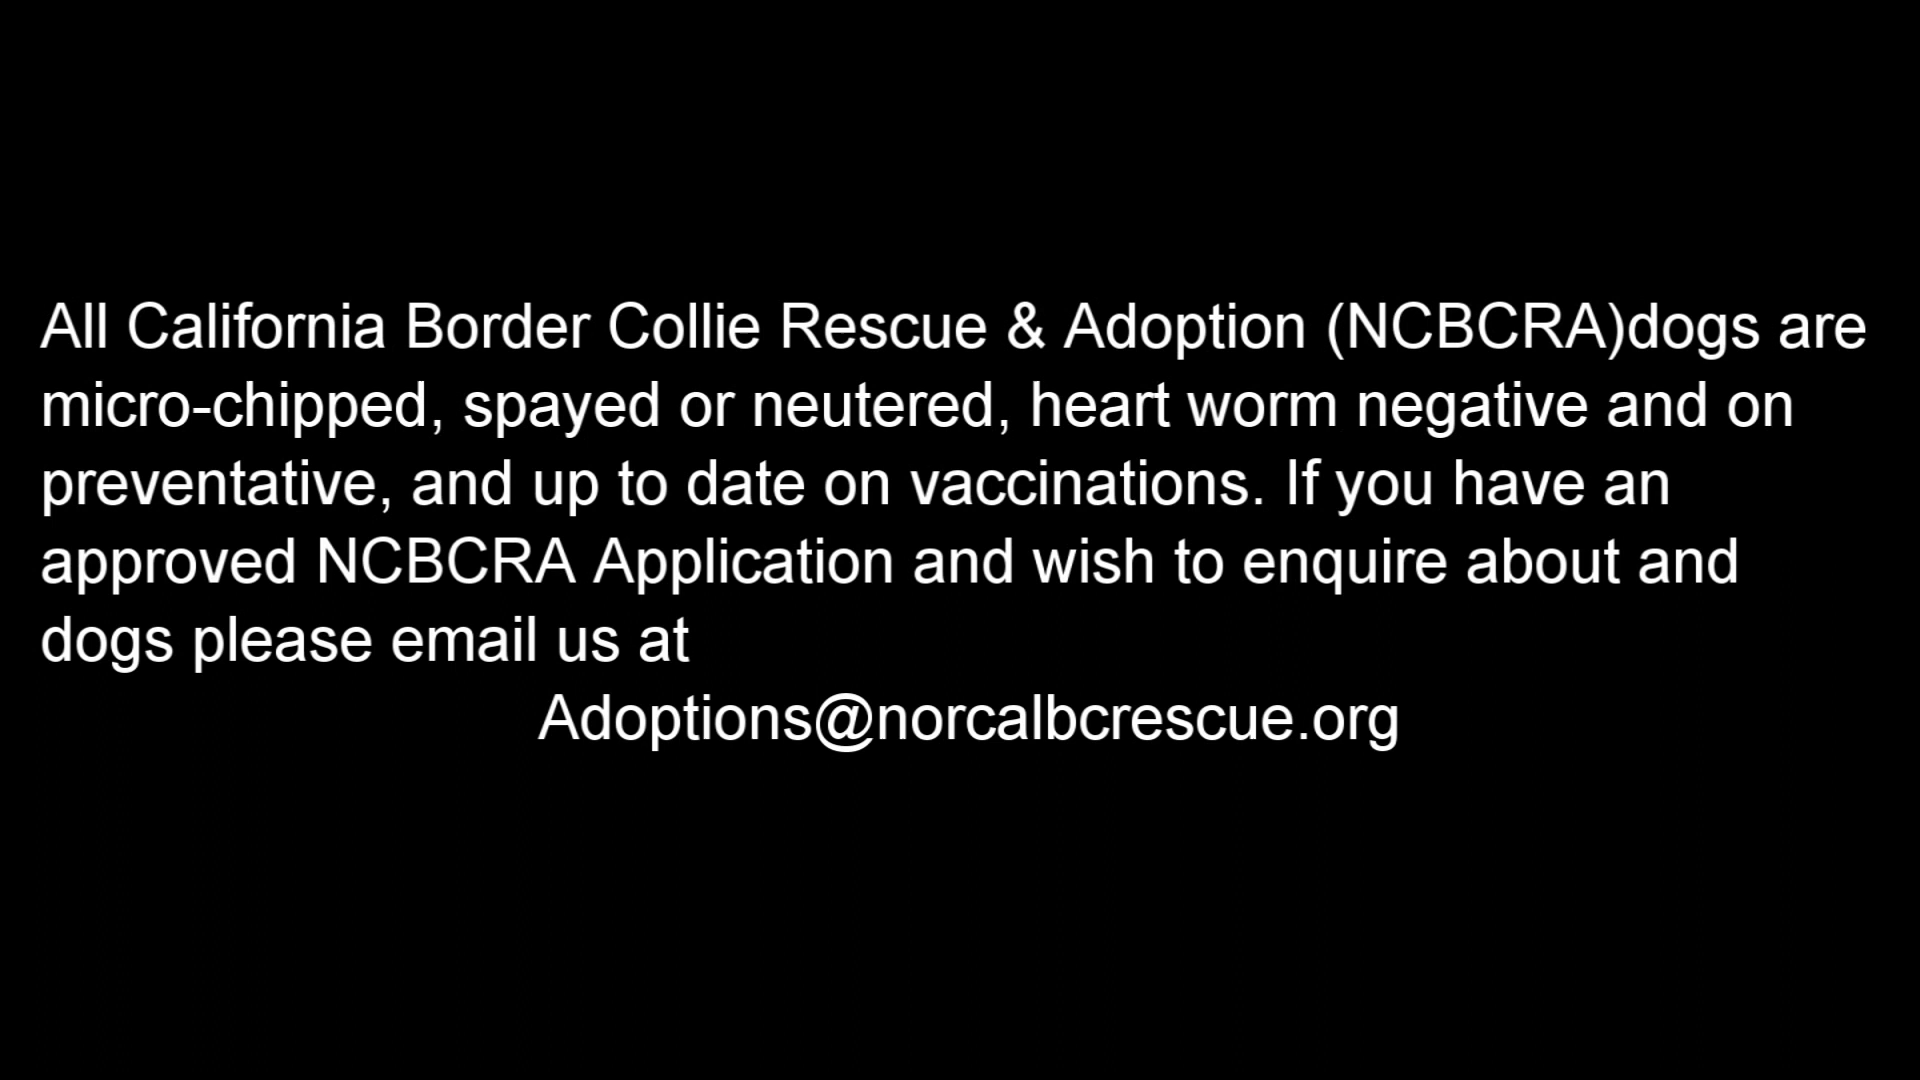 All California Border Collie Rescue & Adoption (NCBCRA)dogs are
micro-chipped, spayed or neutered, heart worm negative and on
preventative, and up to date on vaccinations. If you have an
approved NCBCRA Application and wish to enquire about and
dogs please email us at
Adoptions@norcalbcrescue.org